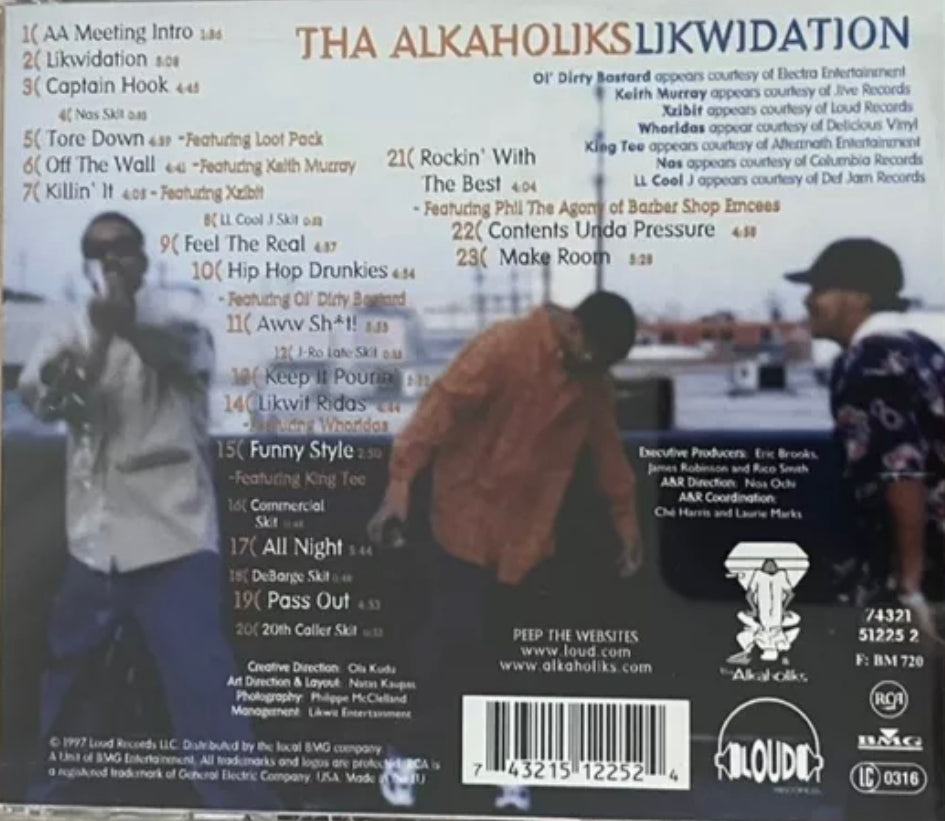 THA ALKAHOLIKS LIKWIDATION
1( AA Meeting Intro 1:36
2( Likwidation 5:08
3( Captain Hook 4:45
4( Nas Skit
5( Tore Down -Featuring Loot Pack
6( Off The Wall -Featuring Keith Murray
7( Killin' It 4:05 - Featuring Xzibit
8( LL Cool J Skit
9( Feel The Real
10( Hip Hop Drunkies 4:54
- Featuring Ol' Dirty Bastard
11( Aww Sh*t!
12( J-Ro Late Skit
13( Keep It Pourin'
14( Likwit Ridas 4:44
-Featuring Whoridas
15( Funny Style 2:50
-Featuring King Tee
16( Commercial
Skit
17( All Night 5:44
18( DeBarge Skit
19( Pass Out 4:53
20( 20th Caller Skit
21( Rockin' With
The Best 4:04
- Featuring Phil The Agony of Barber Shop Emcees
22( Contents Unda Pressure 4:58
23( Make Room
Ol' Dirty Bastard appears courtesy of Electra Entertainment
Keith Murray appears courtesy of Jive Records
Xzibit appears courtesy of Loud Records
Whoridas appear courtesy of Delicious Vinyl
King Tee appears courtesy of Aftermath Entertainment
Nas appears courtesy of Columbia Records
LL Cool J appears courtesy of Def Jam Records
Executive Producers: Eric Brooks,
James Robinson and Rico Smith
A&R Direction: Noa Ochi
A&R Coordination:
Ché Harris and Laurie Marks
Creative Direction: Ola Kudu
Art Direction & Layout: Natas Kaupas
Photography: Philippe McClelland
Management: Likwit Entertainment
PEEP THE WEBSITES
www.loud.com
www.alkaholiks.com
Tha Alkaholiks
74321
51225 2
F: BM 720
RCA
BMG
LC 0316
LOUD
RECORDS
7 43215 12252 4
© 1997 Loud Records LLC. Distributed by the local BMG company
A Unit of BMG Entertainment. All trademarks and logos are protected. RCA is
a registered trademark of General Electric Company, USA. Made in the EU